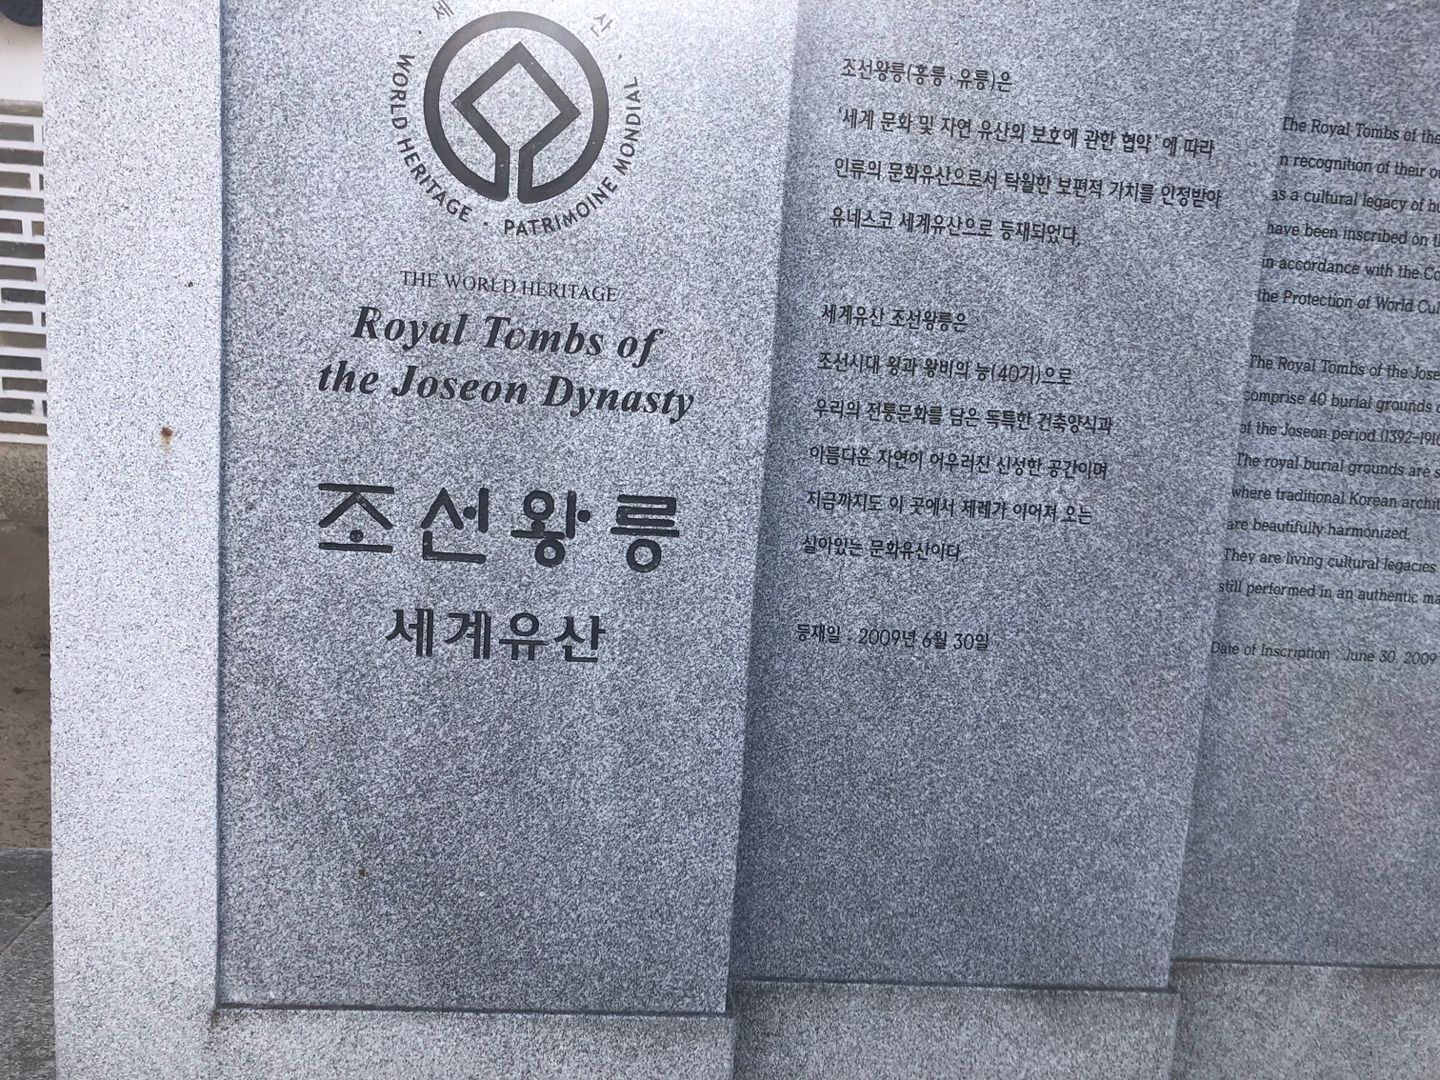 세 산
WORLD HERITAGE · PATRIMOINE MONDIAL
THE WORLD HERITAGE
Royal Tombs of
the Joseon Dynasty
조선왕릉
세계유산
조선왕릉(홍릉·유릉)은
'세계 문화 및 자연 유산의 보호에 관한 협약'에 따라
인류의 문화유산으로서 탁월한 보편적 가치를 인정받아
유네스코 세계유산으로 등재되었다.
세계유산 조선왕릉은
조선시대 왕과 왕비의 능(40기)으로
우리의 전통문화를 담은 독특한 건축양식과
아름다운 자연이 어우러진 신성한 공간이며
지금까지도 이 곳에서 제례가 이어져 오는
살아있는 문화유산이다.
등재일 : 2009년 6월 30일
The Royal Tombs of the
in recognition of their
as a cultural legacy of
have been inscribed on
in accordance with the
the Protection of World
The Royal Tombs of the
comprise 40 burial grounds
of the Joseon period
The royal burial grounds are
where traditional Korean
are beautifully harmonized.
They are living cultural legacies
still performed in an authentic
Date of Inscription : June 30, 2009